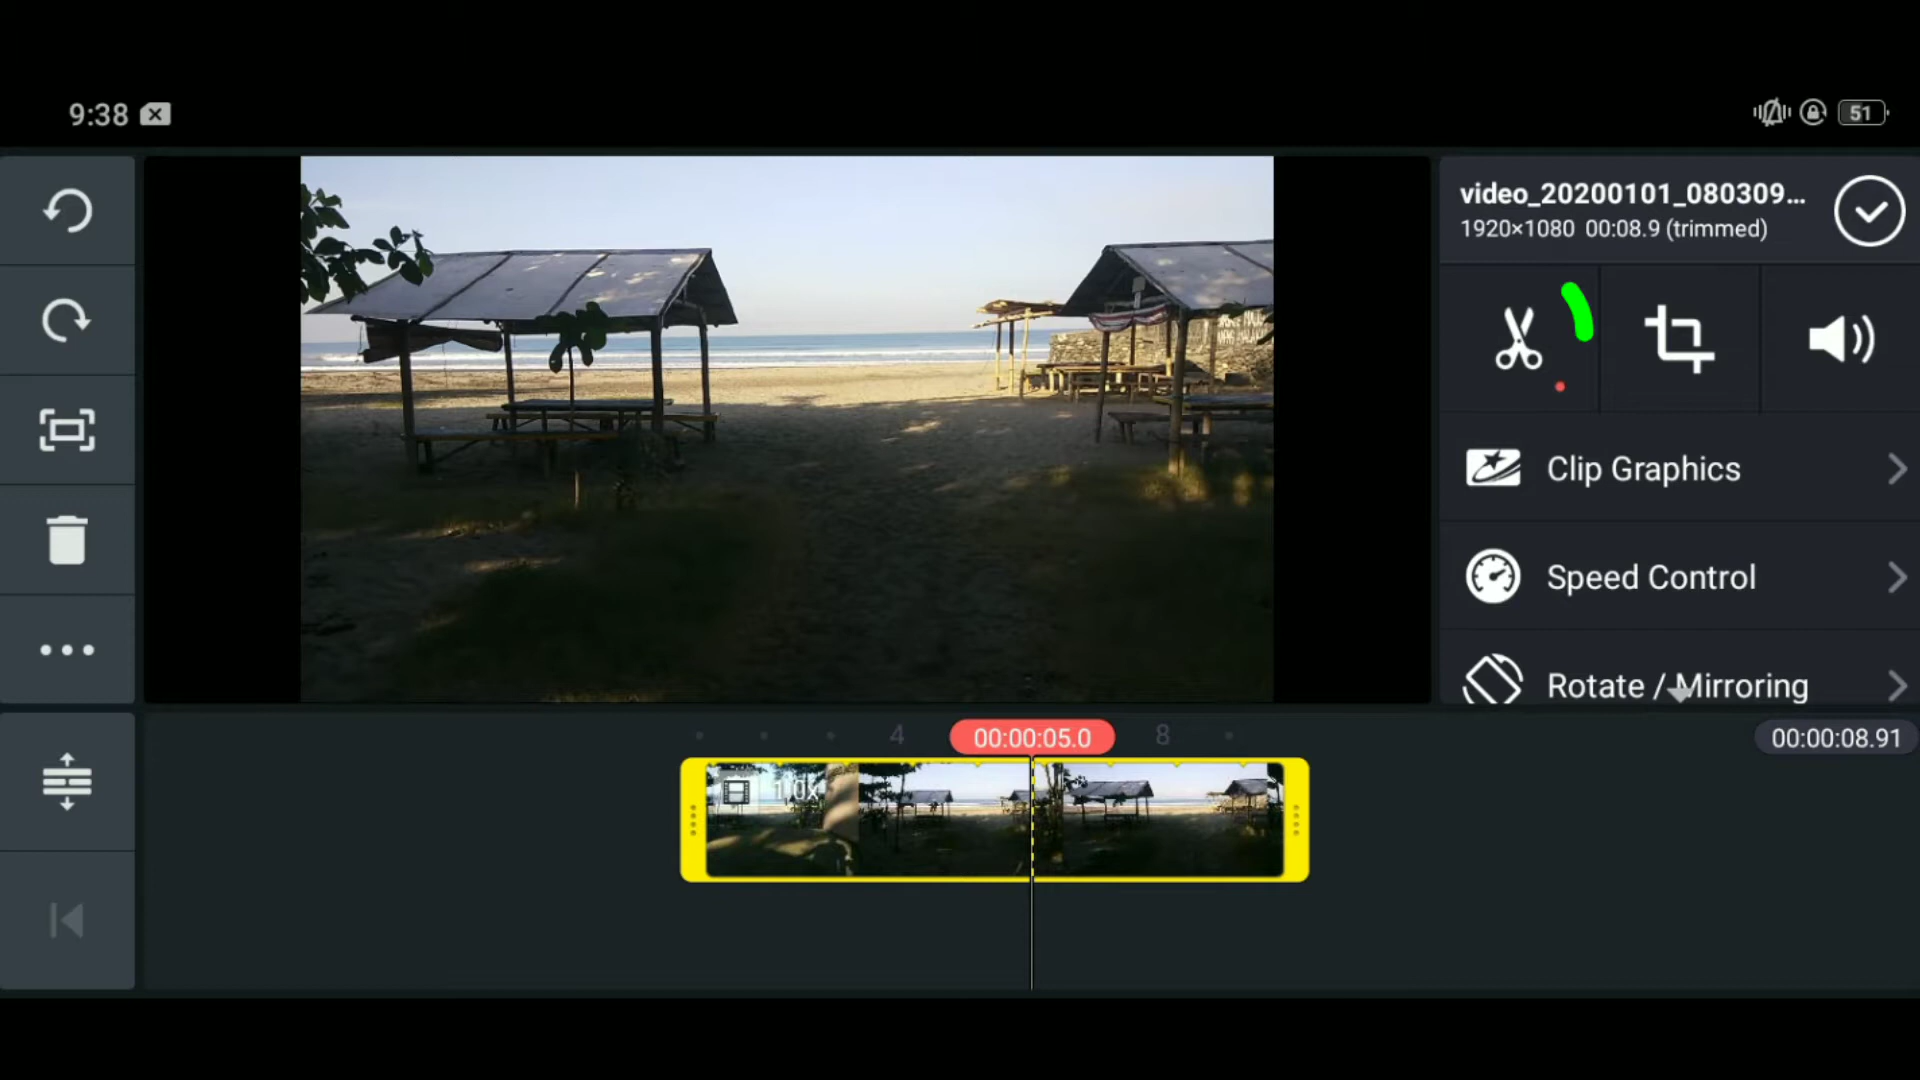 9:38
51
video_20200101_080309...
1920×1080 00:08.9 (trimmed)
Clip Graphics
Speed Control
Rotate / Mirroring
4
00:00:05.0
8
00:00:08.91
1.0x